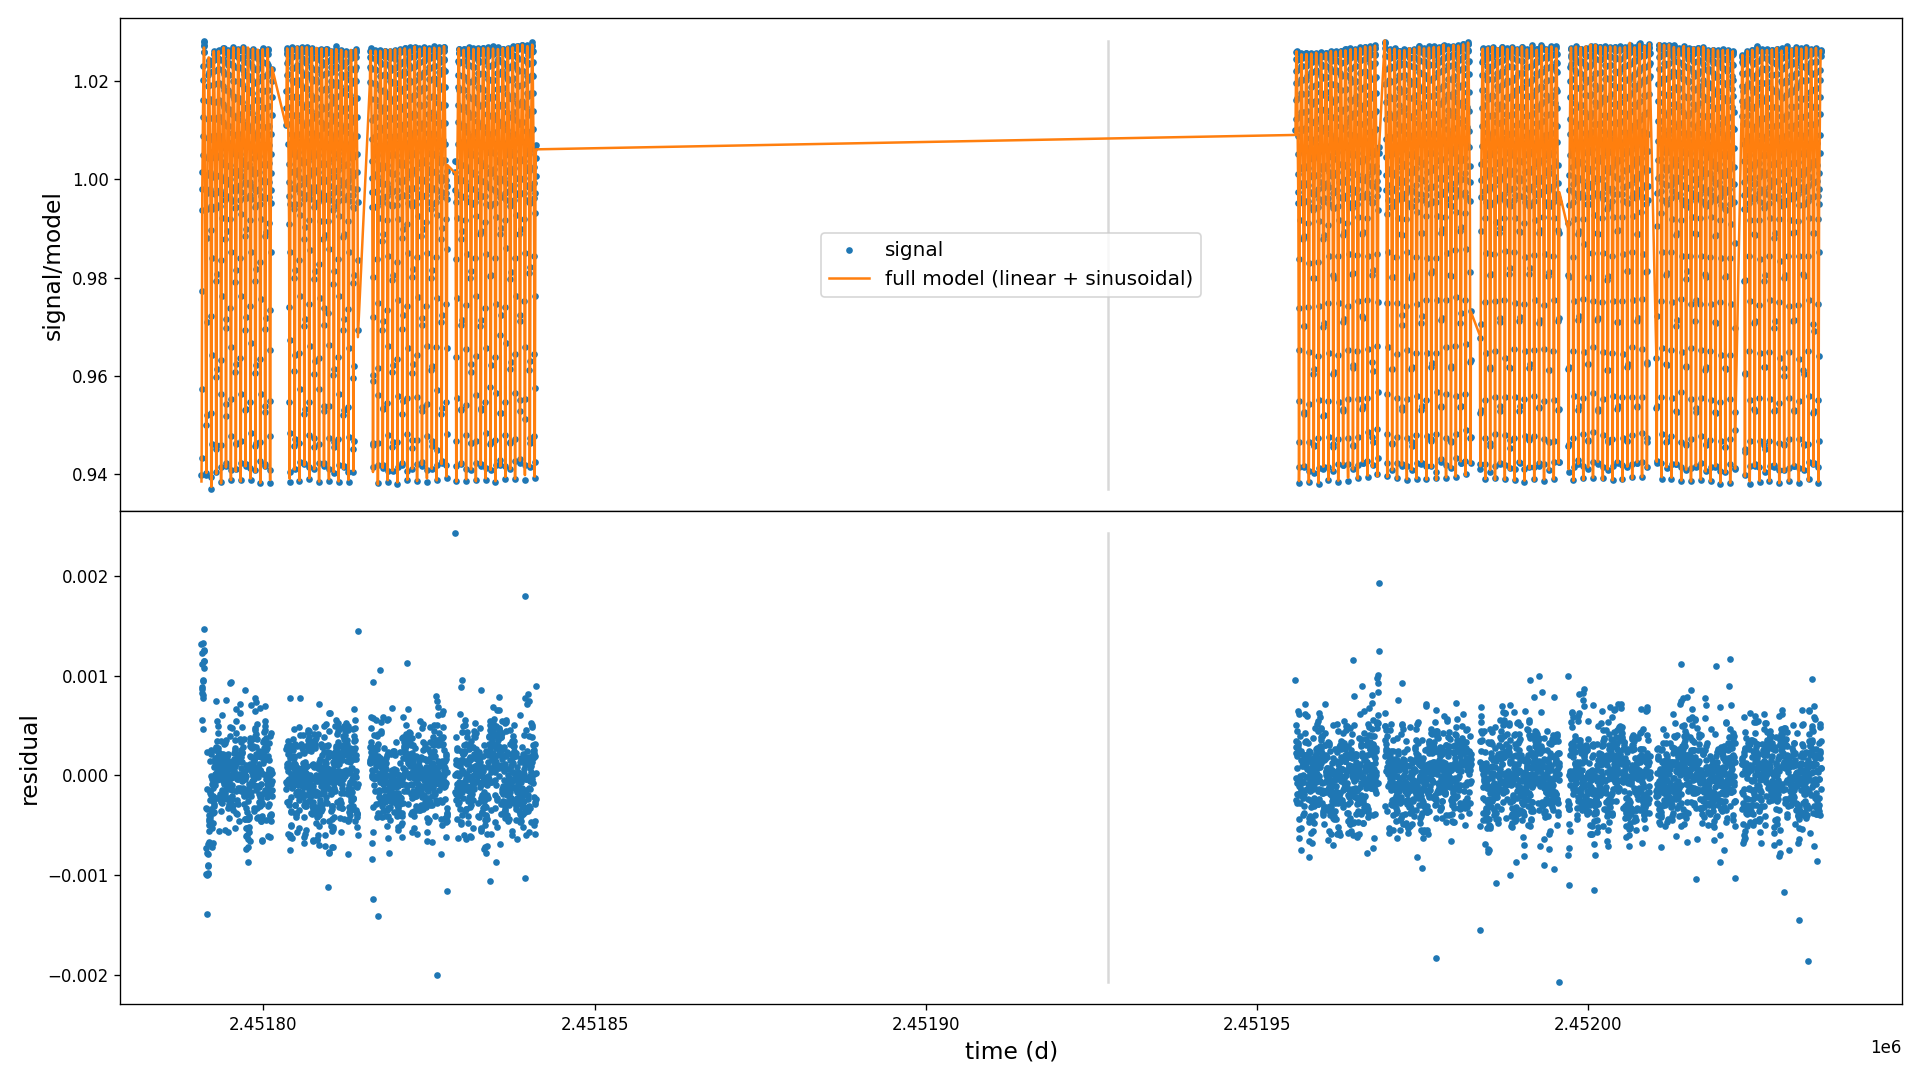 1.02
1.00
0.98
0.96
0.94
signal/model
signal
full model (linear + sinusoidal)
0.002
0.001
0.000
−0.001
−0.002
residual
2.45180
2.45185
2.45190
2.45195
2.45200
1e6
time (d)